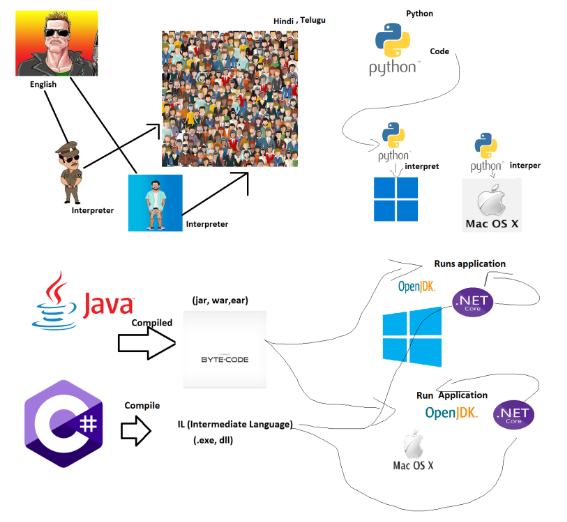 Hindi , Telugu
English
Interpreter
Interpreter
Python
Code
python
python
interpret
python
interper
Mac OS X
Java
Compiled
(jar, war,ear)
BYTE-CODE
Runs application
OpenJDK.
.NET
Core
C#
Compile
IL (Intermediate Language)
(.exe, dll)
Run Application
OpenJDK.
.NET
Core
Mac OS X